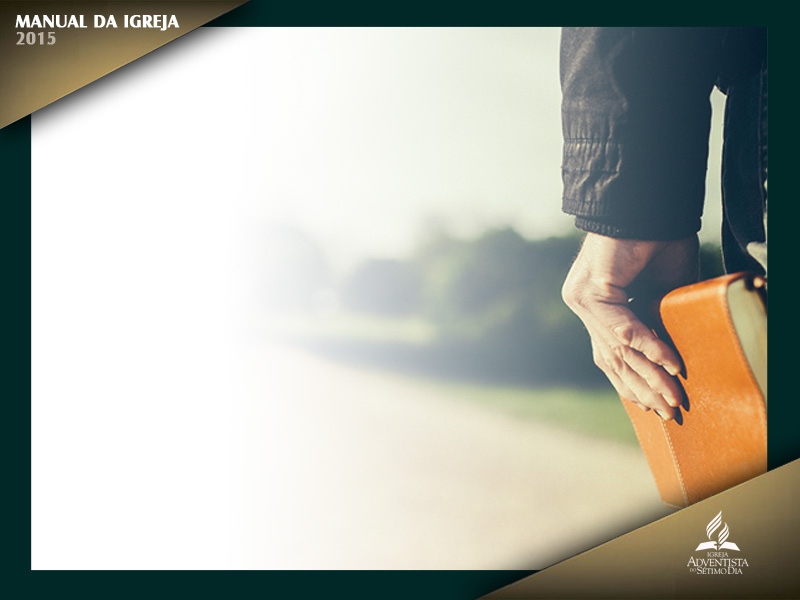 MANUAL DA IGREJA
2015
IGREJA
ADVENTISTA
DO SÉTIMO DIA